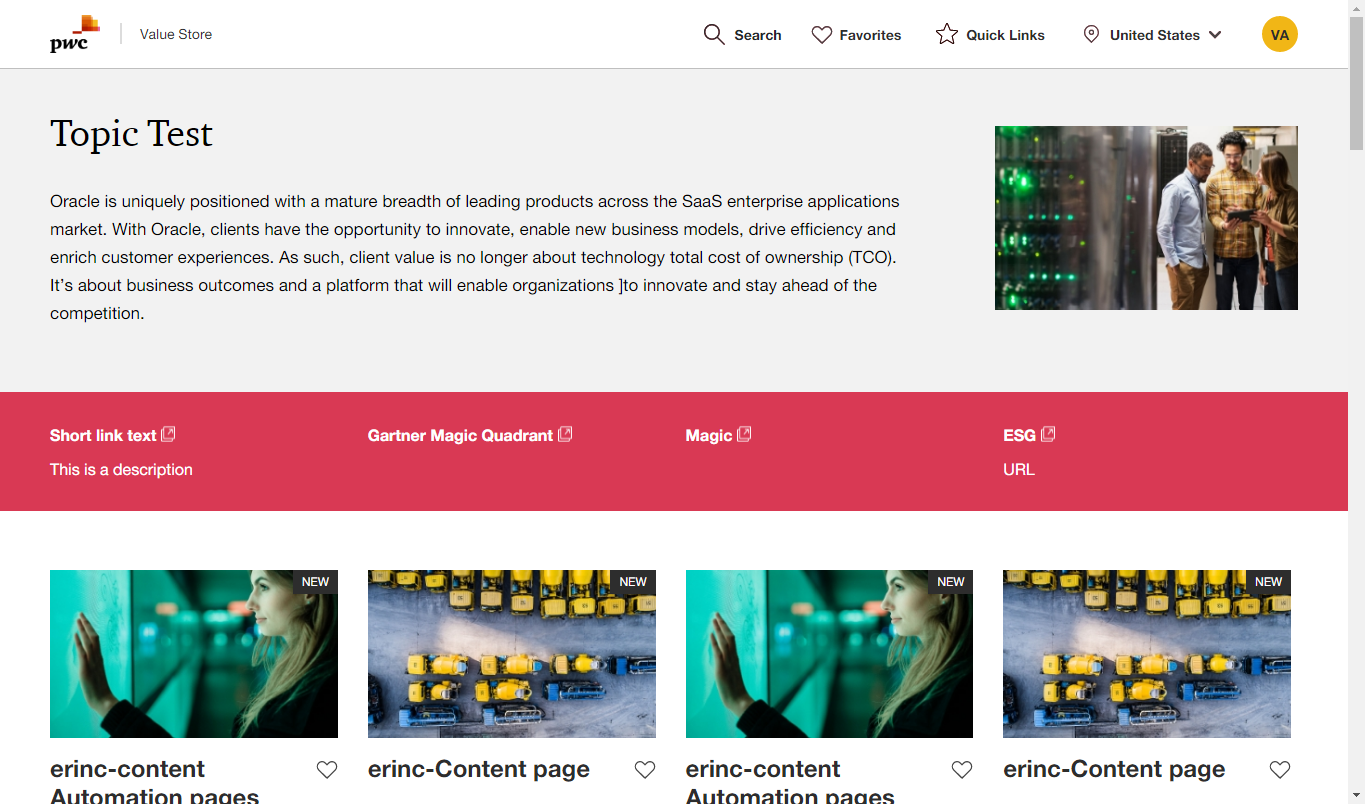 pwc
Value Store
Search
Favorites
Quick Links
United States
VA
Topic Test
Oracle is uniquely positioned with a mature breadth of leading products across the SaaS enterprise applications
market. With Oracle, clients have the opportunity to innovate, enable new business models, drive efficiency and
enrich customer experiences. As such, client value is no longer about technology total cost of ownership (TCO).
It’s about business outcomes and a platform that will enable organizations ]to innovate and stay ahead of the
competition.
Short link text
This is a description
Gartner Magic Quadrant
Magic
ESG
URL
NEW
NEW
NEW
NEW
erinc-content
Automation pages
erinc-Content page
erinc-content
Automation pages
erinc-Content page